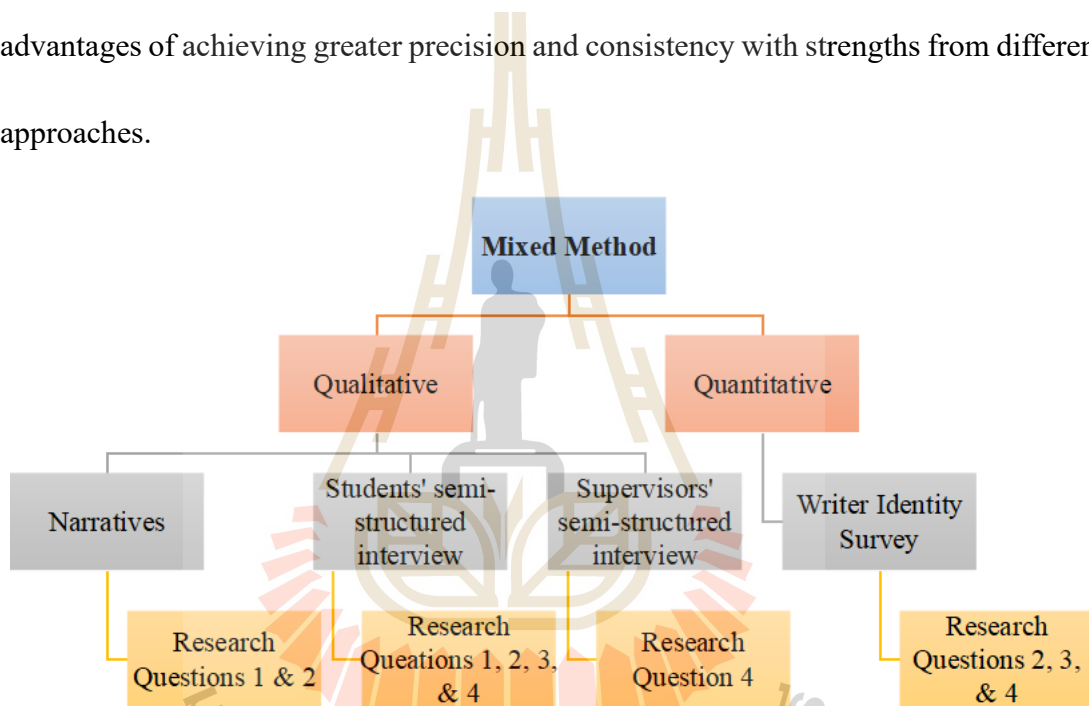 advantages of achieving greater precision and consistency with strengths from differen
approaches.
Mixed Method
Qualitative
Quantitative
Narratives
Students' semi-
structured
interview
Supervisors'
semi-structured
interview
Writer Identity
Survey
Research
Questions 1 & 2
Research
Queations 1, 2, 3,
& 4
Research
Question 4
Research
Questions 2, 3,
& 4